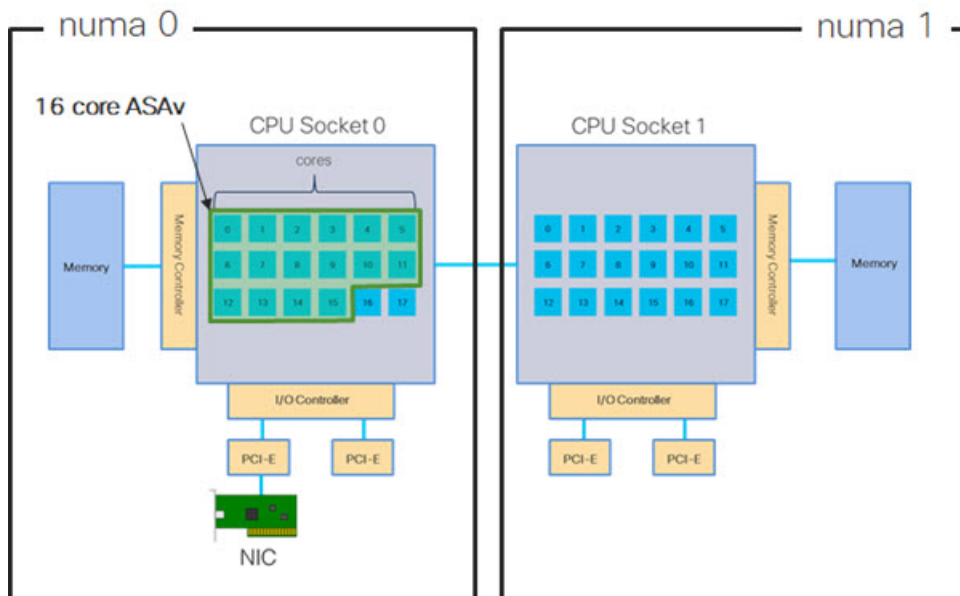 numa 0
numa 1
16 core ASAv
CPU Socket 0
CPU Socket 1
cores
0 1 2 3 4 5
6 7 8 9 10 11
12 13 14 15 16 17
0 1 2 3 4 5
6 7 8 9 10 11
12 13 14 15 16 17
Memory
Memory Controller
Memory Controller
Memory
I/O Controller
I/O Controller
PCI-E
PCI-E
PCI-E
PCI-E
NIC